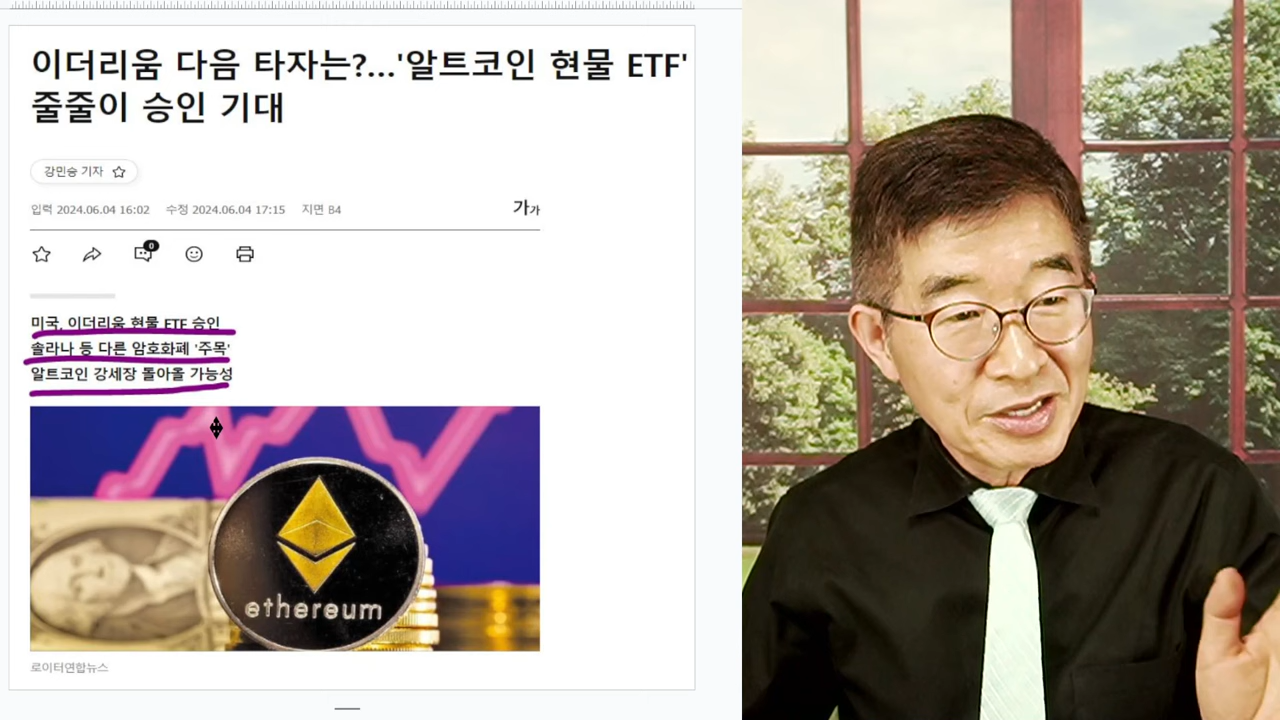 이더리움 다음 타자는?...'알트코인 현물 ETF'
줄줄이 승인 기대
강민승 기자
입력 2024.06.04 16:02 수정 2024.06.04 17:15 지면 B4
가가
0
미국, 이더리움 현물 ETF 승인
솔라나 등 다른 암호화폐 '주목'
알트코인 강세장 돌아올 가능성
ethereum
로이터연합뉴스